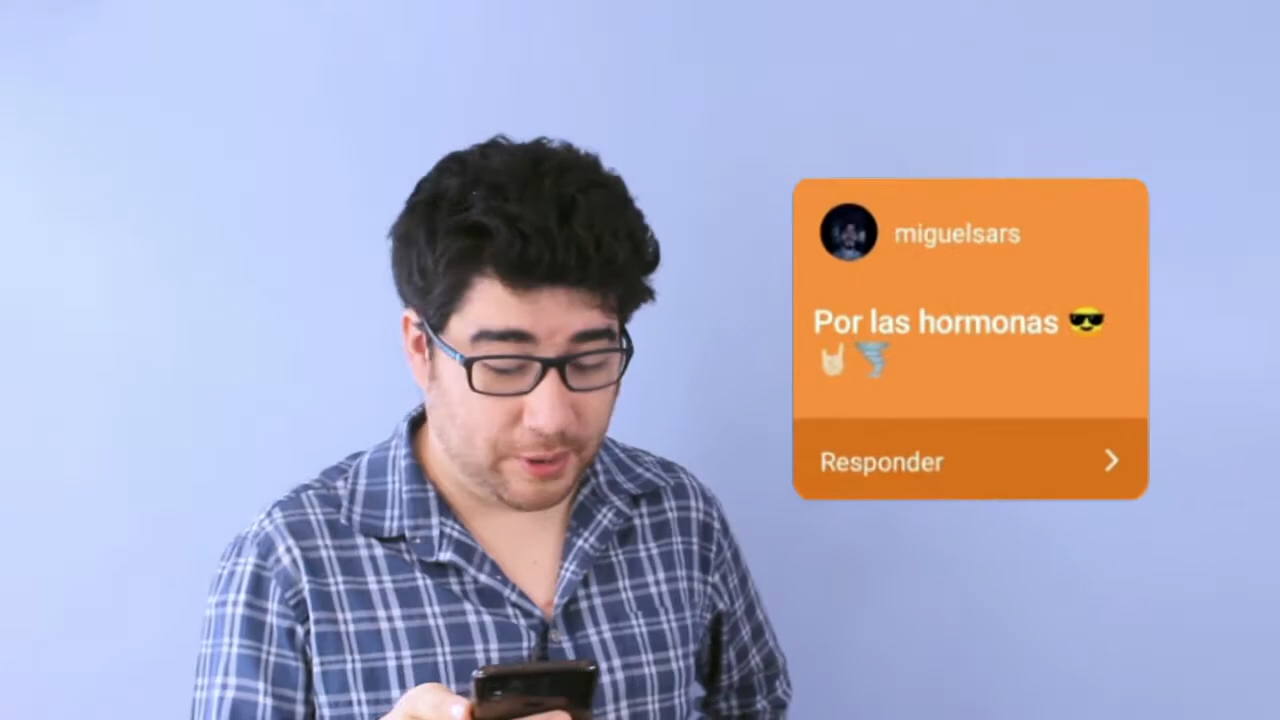 miguelsars
Por las hormonas 😎
🤘🏻🌪️
Responder